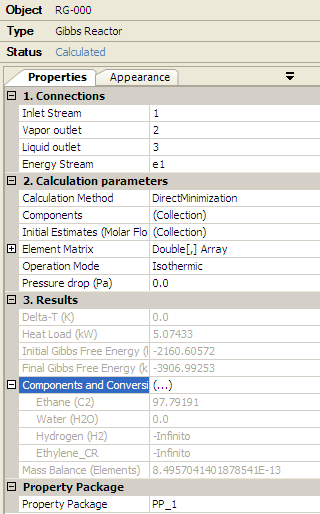 Object RG-000
Type Gibbs Reactor
Status Calculated
Properties Appearance
1. Connections
Inlet Stream 1
Vapor outlet 2
Liquid outlet 3
Energy Stream e1
2. Calculation parameters
Calculation Method DirectMinimization
Components (Collection)
Initial Estimates (Molar Flo (Collection)
Element Matrix Double[,] Array
Operation Mode Isothermic
Pressure drop (Pa) 0.0
3. Results
Delta-T (K) 0.0
Heat Load (kW) 5.07433
Initial Gibbs Free Energy (l -2160.60572
Final Gibbs Free Energy (k -3906.99253
Components and Conversi (...)
Ethane (C2) 97.79191
Water (H2O) 0.0
Hydrogen (H2) -Infinito
Ethylene_CR -Infinito
Mass Balance (Elements) 8.4957041401878541E-13
Property Package
Property Package PP_1